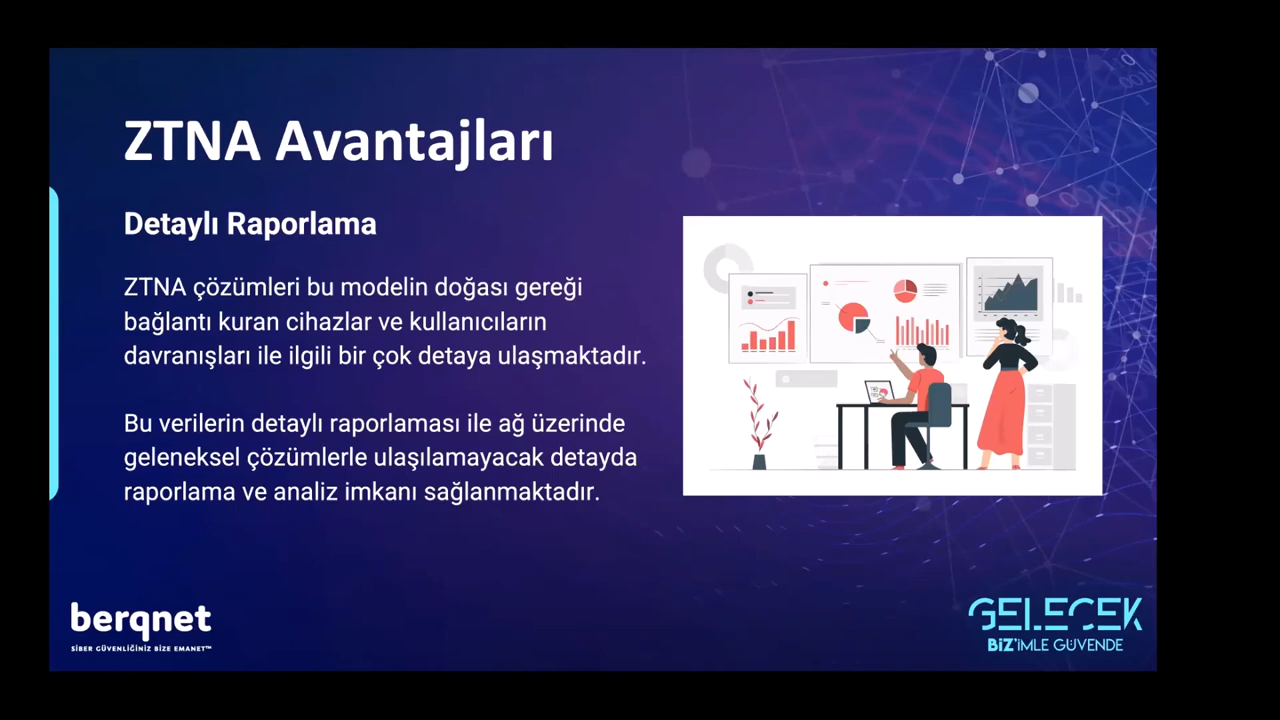 ZTNA Avantajları
Detaylı Raporlama
ZTNA çözümleri bu modelin doğası gereği
bağlantı kuran cihazlar ve kullanıcıların
davranışları ile ilgili bir çok detaya ulaşmaktadır.
Bu verilerin detaylı raporlaması ile ağ üzerinde
geleneksel çözümlerle ulaşılamayacak detayda
raporlama ve analiz imkanı sağlanmaktadır.
berqnet
SİBER GÜVENLİĞİNİZ BİZE EMANET™
GELECEK
BİZ'İMLE GÜVENDE